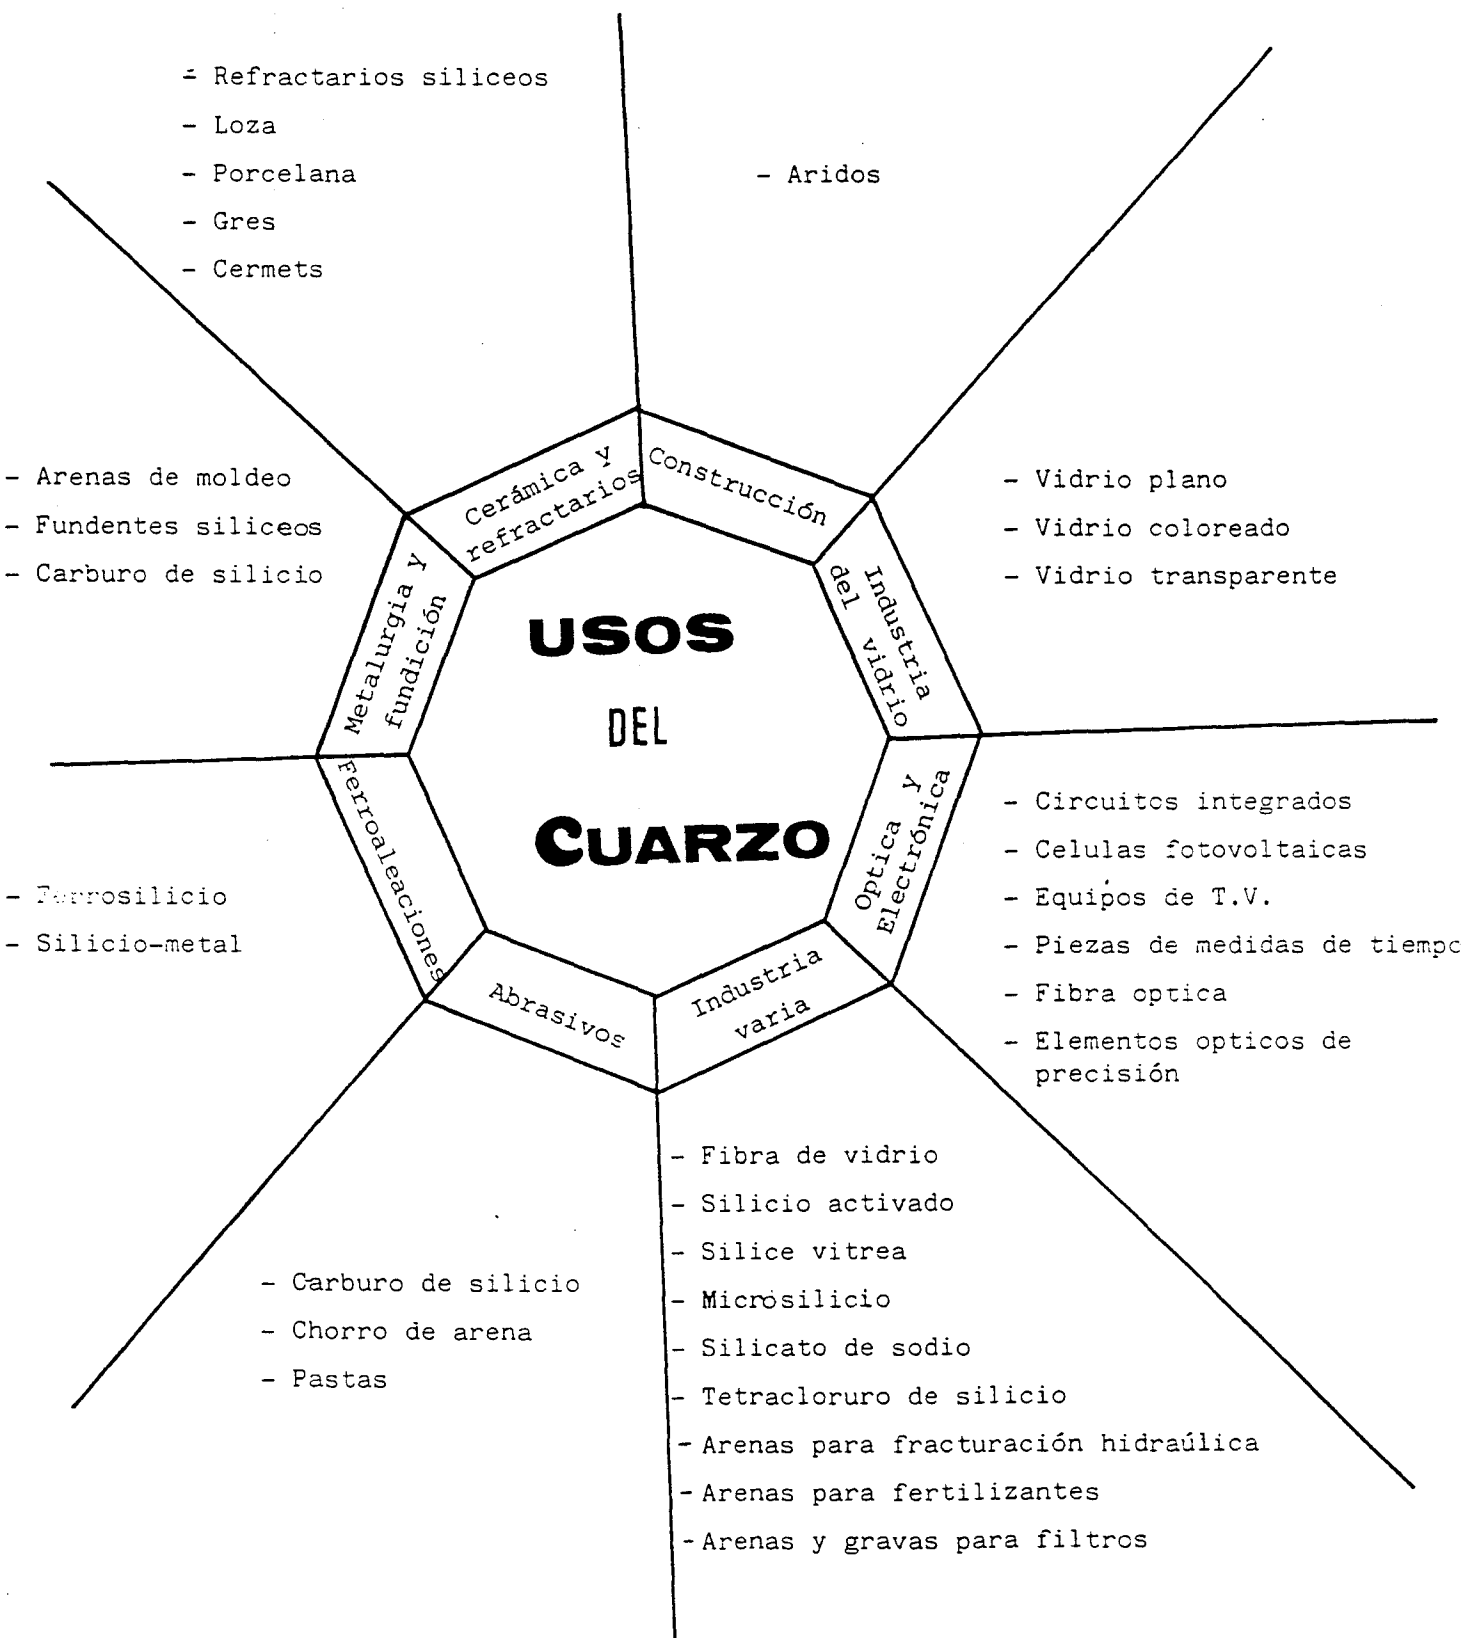 - Refractarios siliceos
- Loza
- Porcelana
- Gres
- Cermets
- Aridos
- Arenas de moldeo
- Fundentes siliceos
- Carburo de silicio
Cerámica y
refractarios
Construcción
- Vidrio plano
- Vidrio coloreado
- Vidrio transparente
Metalurgia y
fundición
Industria
del vidrio
USOS
DEL
CUARZO
Ferroaleaciones
Optica y
Electrónica
- Circuitos integrados
- Celulas fotovoltaicas
- Equipos de T.V.
- Piezas de medidas de tiempo
- Fibra optica
- Elementos opticos de
precisión
- Ferrosilicio
- Silicio-metal
Abrasivos
Industria
varia
- Fibra de vidrio
- Silicio activado
- Silice vitrea
- Microsilicio
- Silicato de sodio
- Tetracloruro de silicio
- Arenas para fracturación hidraúlica
- Arenas para fertilizantes
- Arenas y gravas para filtros
- Carburo de silicio
- Chorro de arena
- Pastas